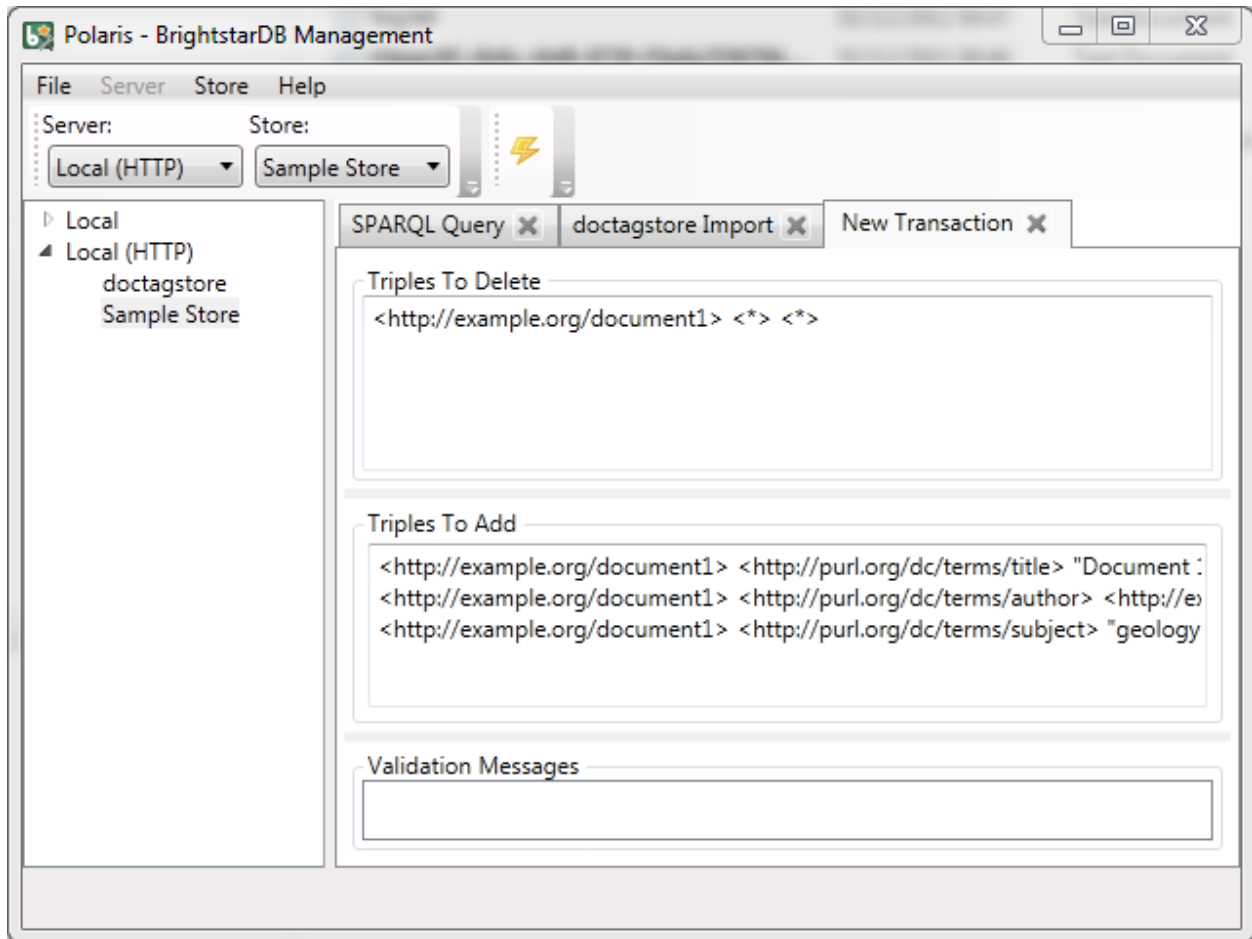 Polaris - BrightstarDB Management
File Server Store Help
Server: Store:
Local (HTTP) Sample Store
Local
Local (HTTP)
doctagstore
Sample Store
SPARQL Query doctagstore Import New Transaction
Triples To Delete
<http://example.org/document1> <*> <*>
Triples To Add
<http://example.org/document1> <http://purl.org/dc/terms/title> "Document 1
<http://example.org/document1> <http://purl.org/dc/terms/author> <http://ex
<http://example.org/document1> <http://purl.org/dc/terms/subject> "geology
Validation Messages